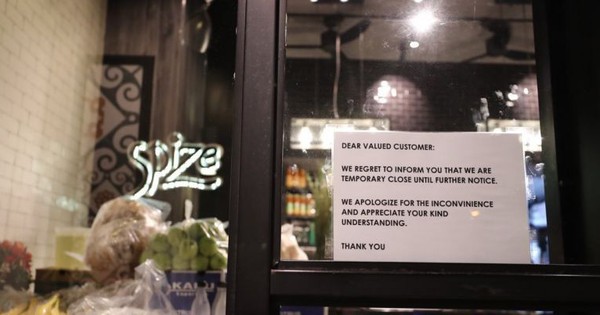 spize
DEAR VALUED CUSTOMER:
WE REGRET TO INFORM YOU THAT WE ARE
TEMPORARY CLOSE UNTIL FURTHER NOTICE.
WE APOLOGIZE FOR THE INCONVINIENCE
AND APPRECIATE YOUR KIND
UNDERSTANDING.
THANK YOU